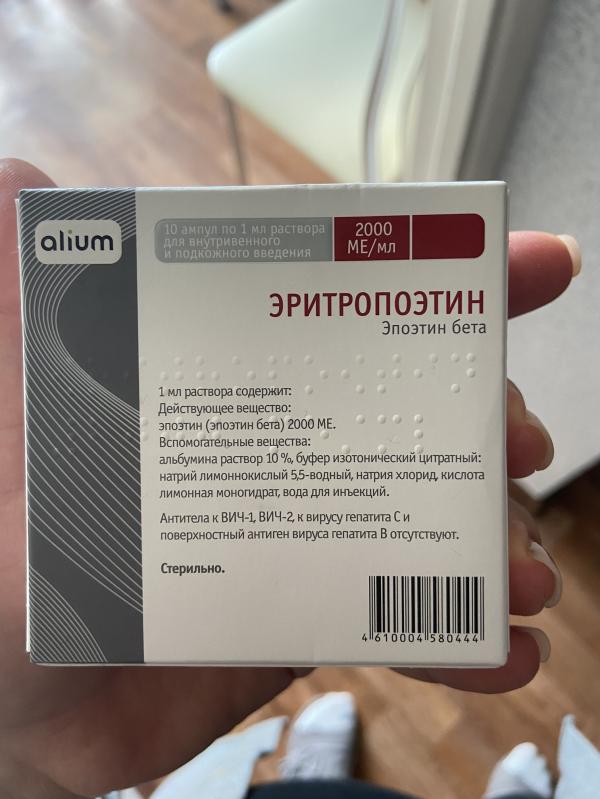 alium
10 ампул по 1 мл раствора
для внутривенного
и подкожного введения
2000
МЕ/мл
ЭРИТРОПОЭТИН
Эпоэтин бета
1 мл раствора содержит:
Действующее вещество:
эпоэтин (эпоэтин бета) 2000 МЕ.
Вспомогательные вещества:
альбумина раствор 10 %, буфер изотонический цитратный:
натрий лимоннокислый 5,5-водный, натрия хлорид, кислота
лимонная моногидрат, вода для инъекций.
Антитела к ВИЧ-1, ВИЧ-2, к вирусу гепатита С и
поверхностный антиген вируса гепатита В отсутствуют.
Стерильно.
4 610004 580444